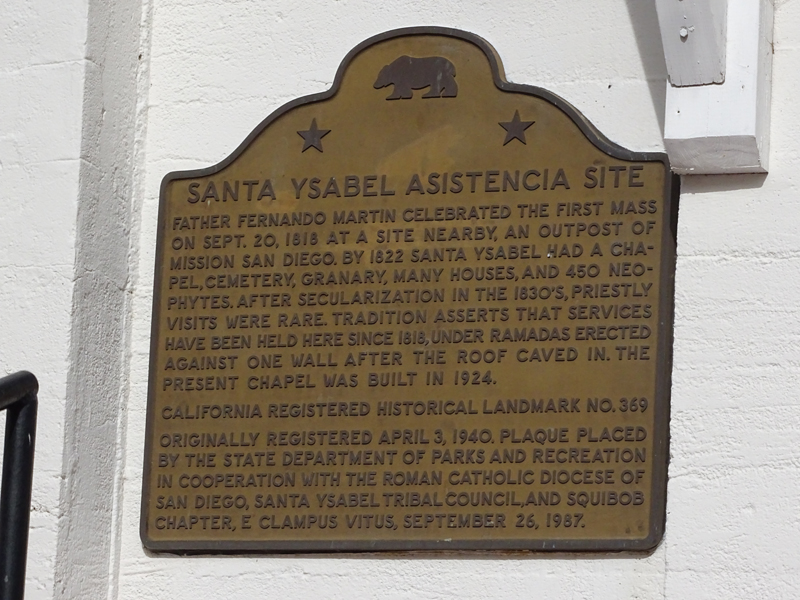 SANTA YSABEL ASISTENCIA SITE
FATHER FERNANDO MARTIN CELEBRATED THE FIRST MASS
ON SEPT. 20, 1818 AT A SITE NEARBY, AN OUTPOST OF
MISSION SAN DIEGO. BY 1822 SANTA YSABEL HAD A CHA-
PEL, CEMETERY, GRANARY, MANY HOUSES, AND 450 NEO-
PHYTES. AFTER SECULARIZATION IN THE 1830'S, PRIESTLY
VISITS WERE RARE. TRADITION ASSERTS THAT SERVICES
HAVE BEEN HELD HERE SINCE 1818, UNDER RAMADAS ERECTED
AGAINST ONE WALL AFTER THE ROOF CAVED IN. THE
PRESENT CHAPEL WAS BUILT IN 1924.
CALIFORNIA REGISTERED HISTORICAL LANDMARK NO. 369
ORIGINALLY REGISTERED APRIL 3, 1940. PLAQUE PLACED
BY THE STATE DEPARTMENT OF PARKS AND RECREATION
IN COOPERATION WITH THE ROMAN CATHOLIC DIOCESE OF
SAN DIEGO, SANTA YSABEL TRIBAL COUNCIL, AND SQUIBOB
CHAPTER, E CLAMPUS VITUS, SEPTEMBER 26, 1987.